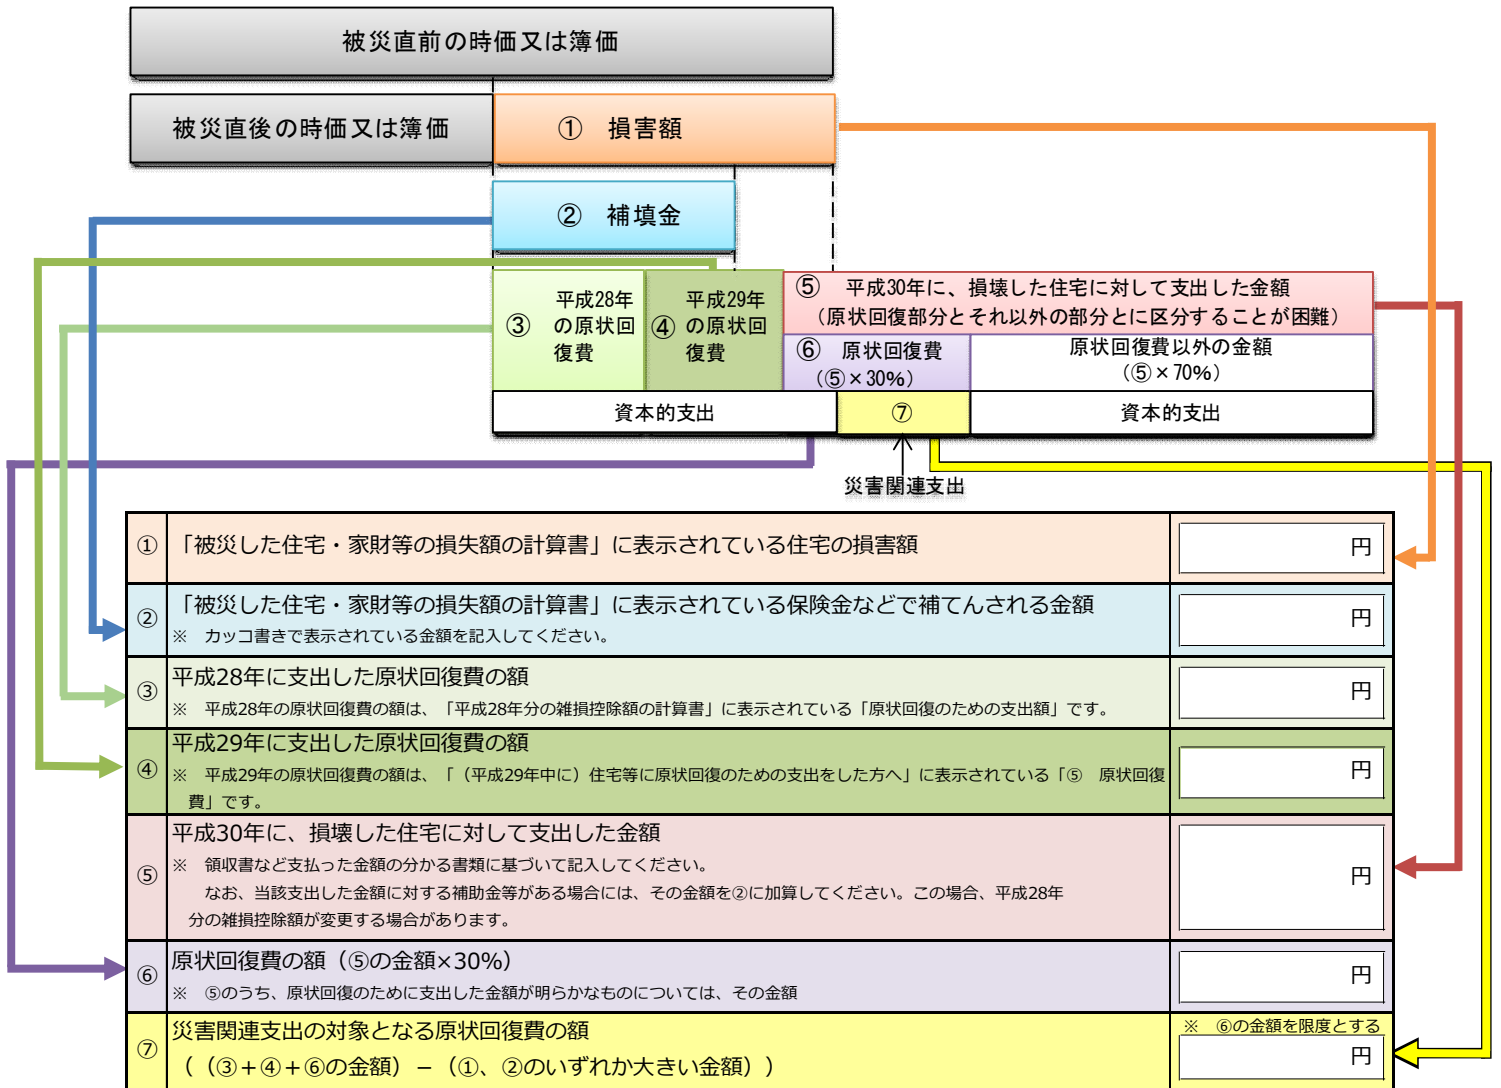 被災直前の時価又は簿価
被災直後の時価又は簿価
① 損害額
② 補填金
③
平成28年
の原状回
復費
④
平成29年
の原状回
復費
⑤ 平成30年に、損壊した住宅に対して支出した金額
（原状回復部分とそれ以外の部分とに区分することが困難）
⑥ 原状回復費
（⑤×30%）
原状回復費以外の金額
（⑤×70%）
資本的支出
⑦
資本的支出
災害関連支出
① 「被災した住宅・家財等の損失額の計算書」に表示されている住宅の損害額 円
② 「被災した住宅・家財等の損失額の計算書」に表示されている保険金などで補てんされる金額
※ カッコ書きで表示されている金額を記入してください。
円
③ 平成28年に支出した原状回復費の額
※ 平成28年の原状回復費の額は、「平成28年分の雑損控除額の計算書」に表示されている「原状回復のための支出額」です。
円
④ 平成29年に支出した原状回復費の額
※ 平成29年の原状回復費の額は、「（平成29年中に）住宅等に原状回復のための支出をした方へ」に表示されている「⑤ 原状回復
費」です。
円
⑤ 平成30年に、損壊した住宅に対して支出した金額
※ 領収書など支払った金額の分かる書類に基づいて記入してください。
なお、当該支出した金額に対する補助金等がある場合には、その金額を②に加算してください。この場合、平成28年
分の雑損控除額が変更する場合があります。
円
⑥ 原状回復費の額（⑤の金額×30%）
※ ⑤のうち、原状回復のために支出した金額が明らかなものについては、その金額
円
⑦ 災害関連支出の対象となる原状回復費の額
（（③＋④＋⑥の金額）－（①、②のいずれか大きい金額））
※ ⑥の金額を限度とする
円